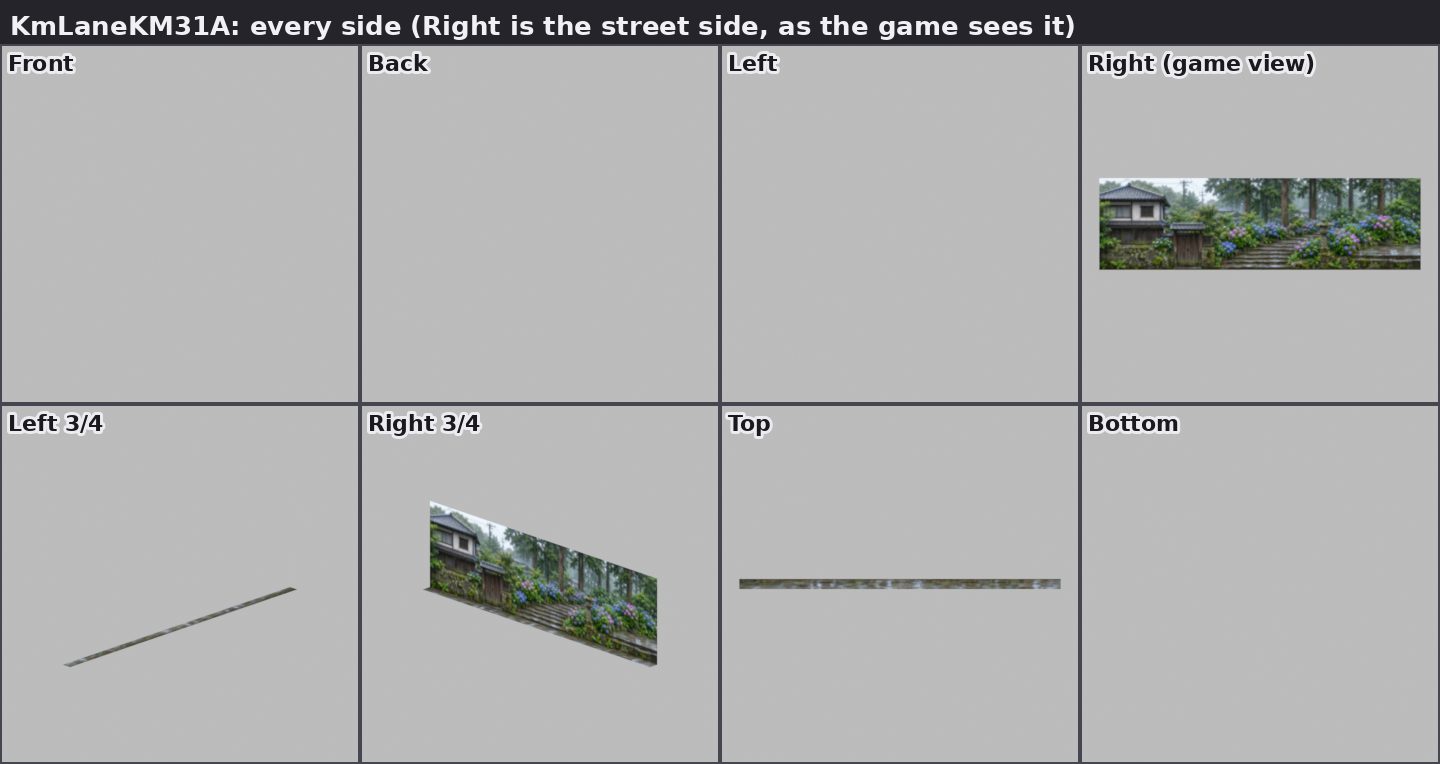 KmLaneKM31A: every side (Right is the street side, as the game sees it)
Front
Back
Left
Right (game view)
Left 3/4
Right 3/4
Top
Bottom